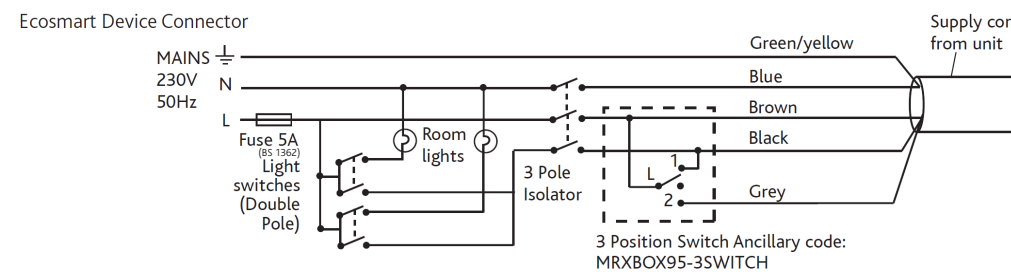 Ecosmart Device Connector
Supply
from unit
MAINS
230V
50Hz
N
L
Green/yellow
Blue
Brown
Black
Grey
Fuse 5A
(BS 1362)
Light
switches
(Double
Pole)
Room
lights
3 Pole
Isolator
1
L
2
3 Position Switch Ancillary code:
MRXBOX95-3SWITCH